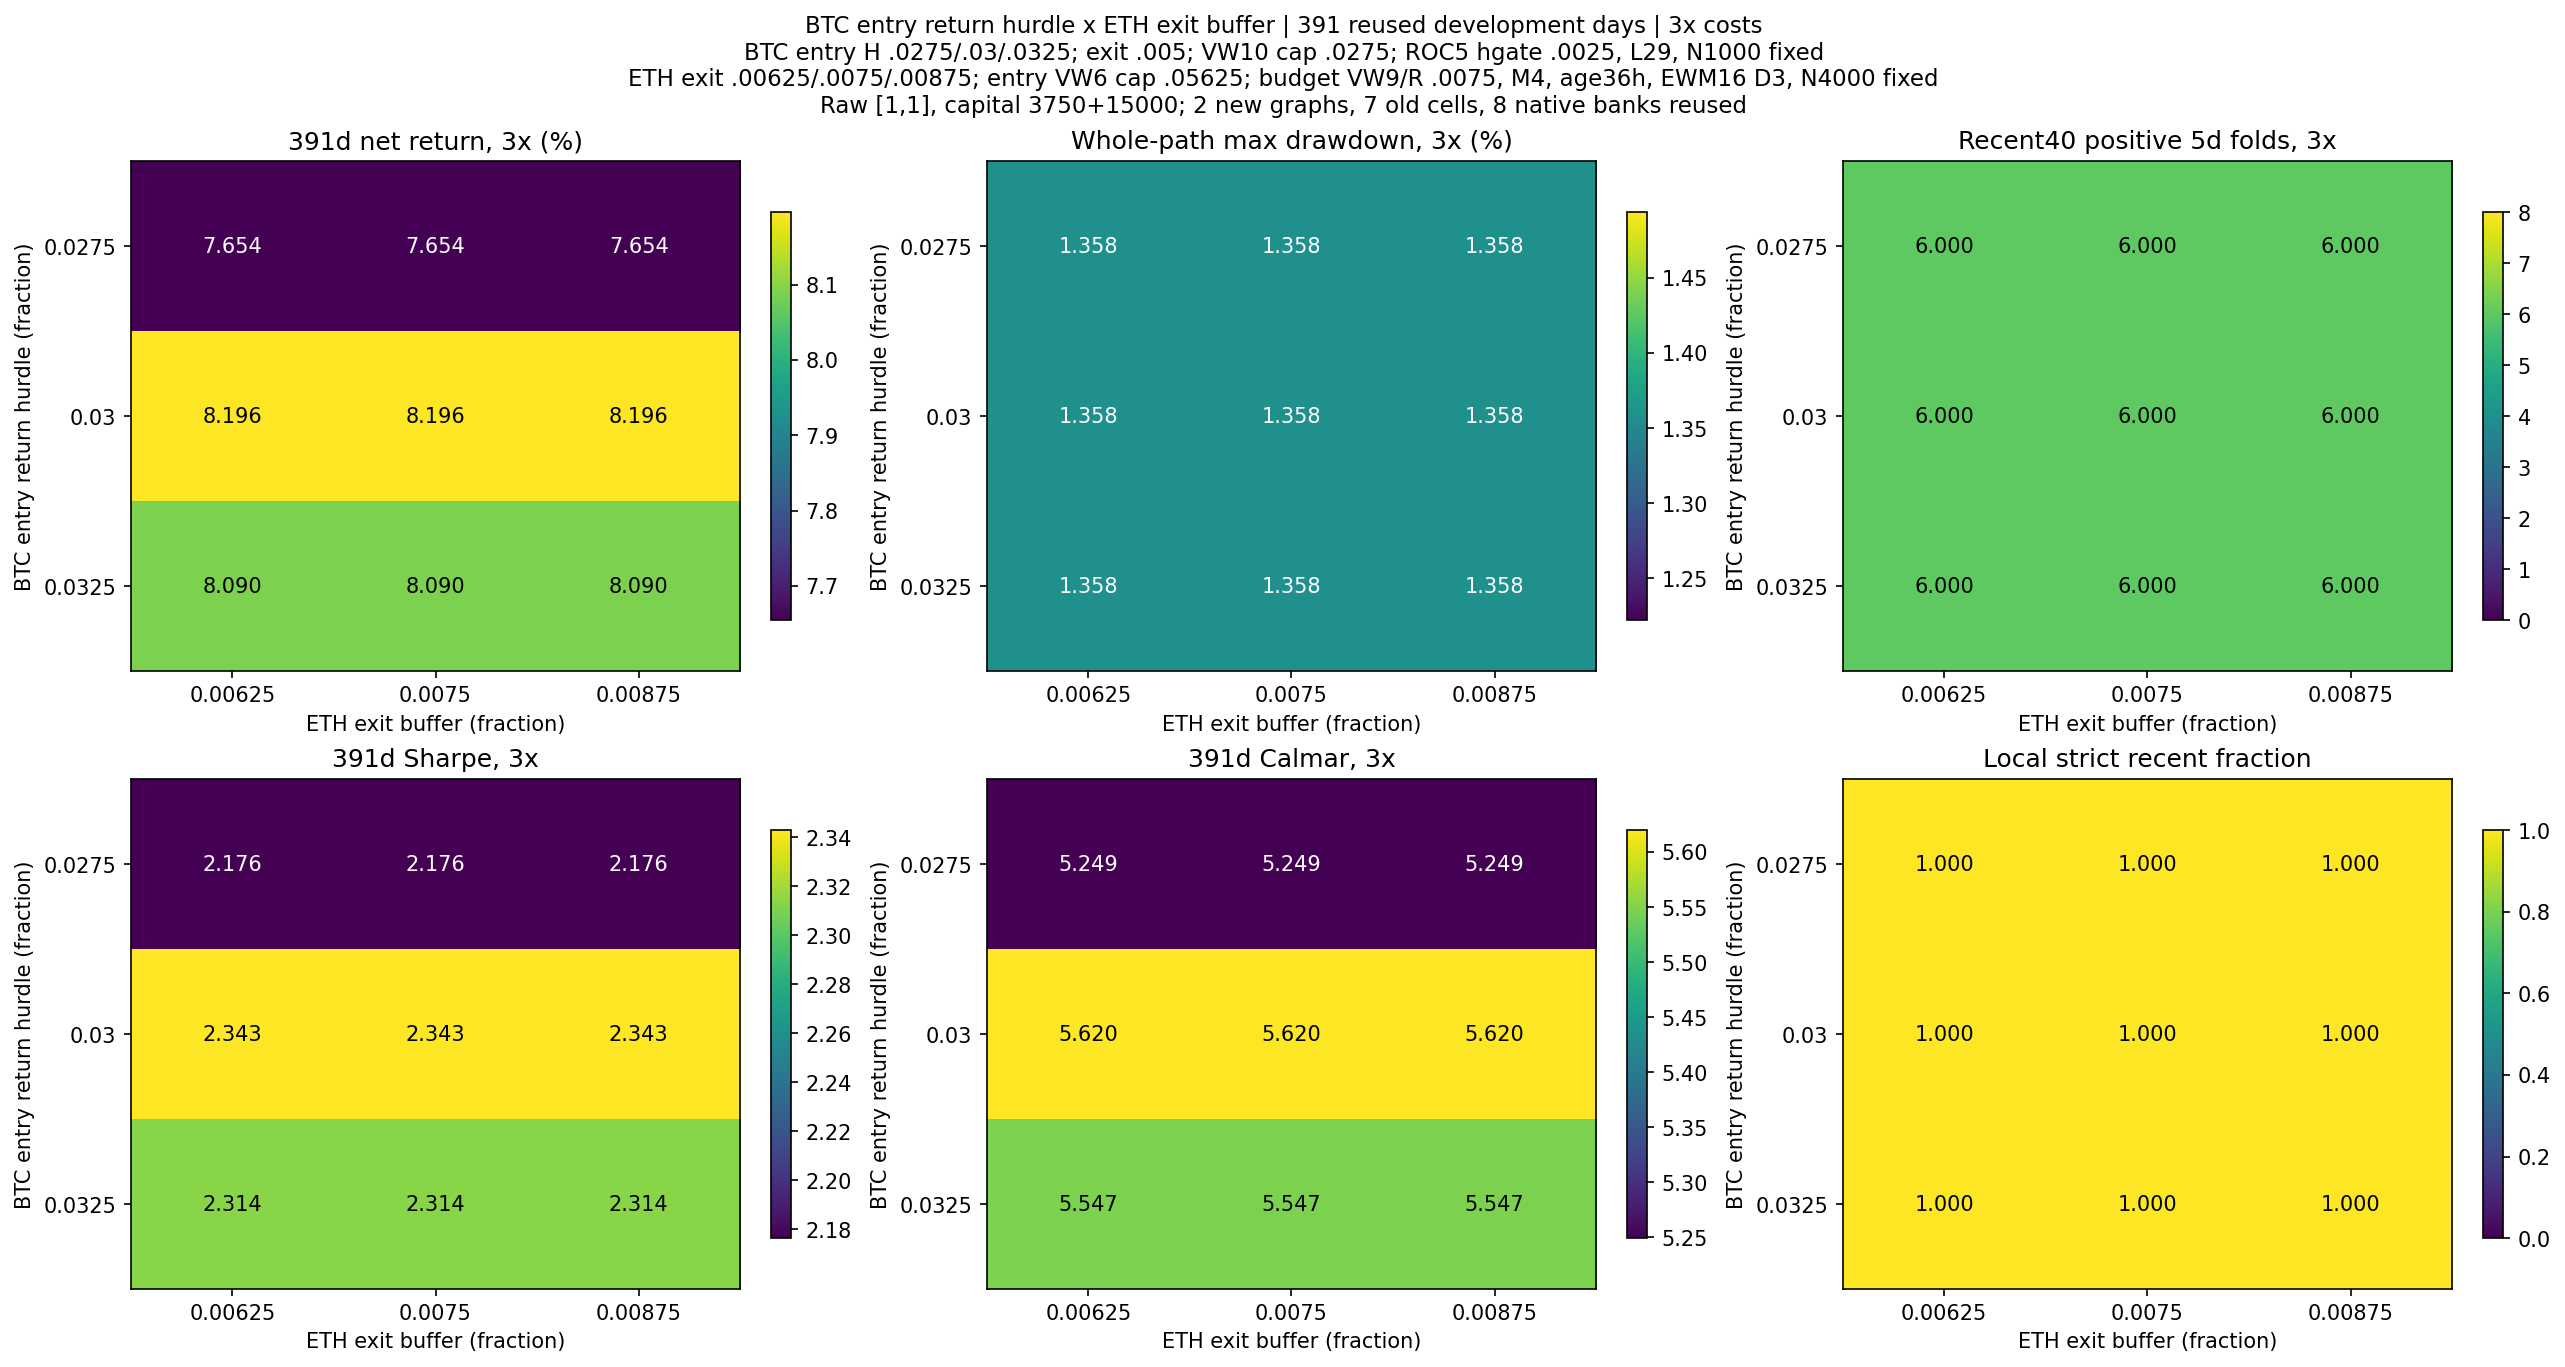 BTC entry return hurdle x ETH exit buffer | 391 reused development days | 3x costs
BTC entry H .0275/.03/.0325; exit .005; VW10 cap .0275; ROC5 hgate .0025, L29, N1000 fixed
ETH exit .00625/.0075/.00875; entry VW6 cap .05625; budget VW9/R .0075, M4, age36h, EWM16 D3, N4000 fixed
Raw [1,1], capital 3750+15000; 2 new graphs, 7 old cells, 8 native banks reused
391d net return, 3x (%)
BTC entry return hurdle (fraction)
0.0275
7.654 7.654 7.654
0.03
8.196 8.196 8.196
0.0325
8.090 8.090 8.090
0.00625 0.0075 0.00875
ETH exit buffer (fraction)
8.1
8.0
7.9
7.8
7.7
Whole-path max drawdown, 3x (%)
BTC entry return hurdle (fraction)
0.0275
1.358 1.358 1.358
0.03
1.358 1.358 1.358
0.0325
1.358 1.358 1.358
0.00625 0.0075 0.00875
ETH exit buffer (fraction)
1.45
1.40
1.35
1.30
1.25
Recent40 positive 5d folds, 3x
BTC entry return hurdle (fraction)
0.0275
6.000 6.000 6.000
0.03
6.000 6.000 6.000
0.0325
6.000 6.000 6.000
0.00625 0.0075 0.00875
ETH exit buffer (fraction)
8
7
6
5
4
3
2
1
0
391d Sharpe, 3x
BTC entry return hurdle (fraction)
0.0275
2.176 2.176 2.176
0.03
2.343 2.343 2.343
0.0325
2.314 2.314 2.314
0.00625 0.0075 0.00875
ETH exit buffer (fraction)
2.34
2.32
2.30
2.28
2.26
2.24
2.22
2.20
2.18
391d Calmar, 3x
BTC entry return hurdle (fraction)
0.0275
5.249 5.249 5.249
0.03
5.620 5.620 5.620
0.0325
5.547 5.547 5.547
0.00625 0.0075 0.00875
ETH exit buffer (fraction)
5.60
5.55
5.50
5.45
5.40
5.35
5.30
5.25
Local strict recent fraction
BTC entry return hurdle (fraction)
0.0275
1.000 1.000 1.000
0.03
1.000 1.000 1.000
0.0325
1.000 1.000 1.000
0.00625 0.0075 0.00875
ETH exit buffer (fraction)
1.0
0.8
0.6
0.4
0.2
0.0